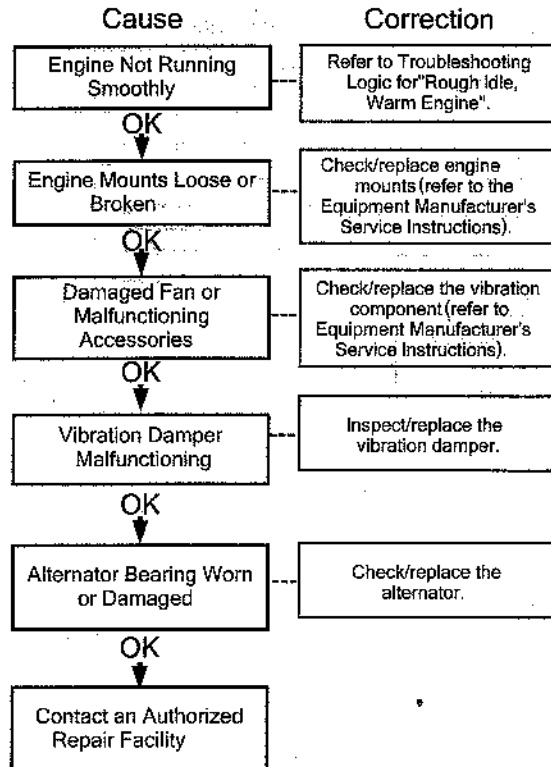 Cause
Correction
Engine Not Running
Smoothly
Refer to Troubleshooting
Logic for"Rough Idle,
Warm Engine".
OK
Engine Mounts Loose or
Broken
Check/replace engine
mounts (refer to the
Equipment Manufacturer's
Service Instructions).
OK
Damaged Fan or
Malfunctioning
Accessories
Check/replace the vibration
component (refer to
Equipment Manufacturer's
Service Instructions).
OK
Vibration Damper
Malfunctioning
Inspect/replace the
vibration damper.
OK
Alternator Bearing Worn
or Damaged
Check/replace the
alternator.
OK
Contact an Authorized
Repair Facility